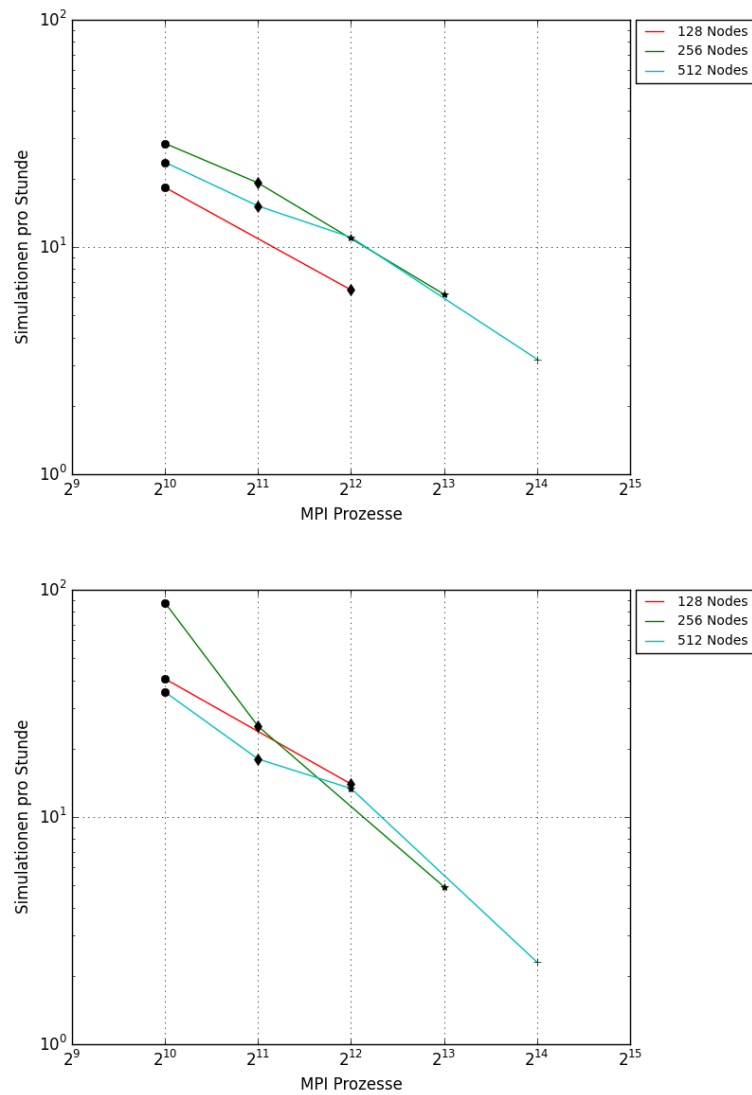 10^2
128 Nodes
256 Nodes
512 Nodes
Simulationen pro Stunde
10^1
10^0
2^9 2^10 2^11 2^12 2^13 2^14 2^15
MPI Prozesse
10^2
128 Nodes
256 Nodes
512 Nodes
Simulationen pro Stunde
10^1
10^0
2^9 2^10 2^11 2^12 2^13 2^14 2^15
MPI Prozesse